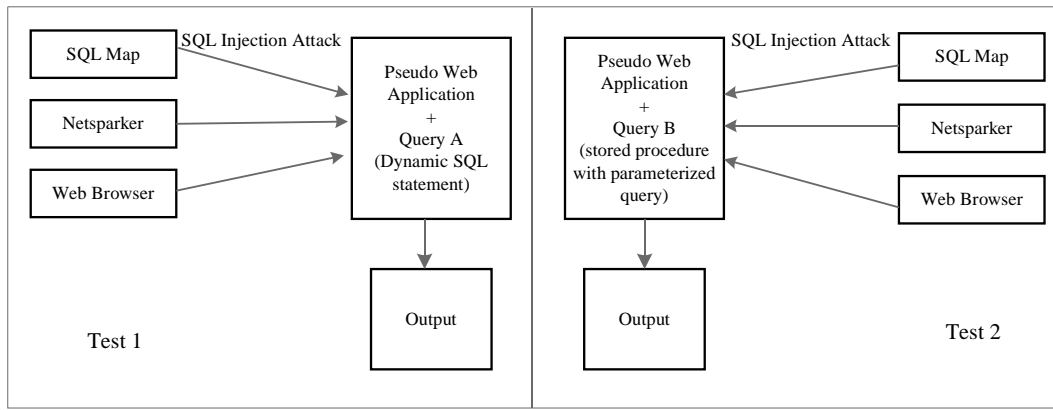 SQL Map
Netsparker
Web Browser
SQL Injection Attack
Pseudo Web
Application
+
Query A
(Dynamic SQL
statement)
Output
Test 1
SQL Injection Attack
Pseudo Web
Application
+
Query B
(stored procedure
with parameterized
query)
SQL Map
Netsparker
Web Browser
Output
Test 2